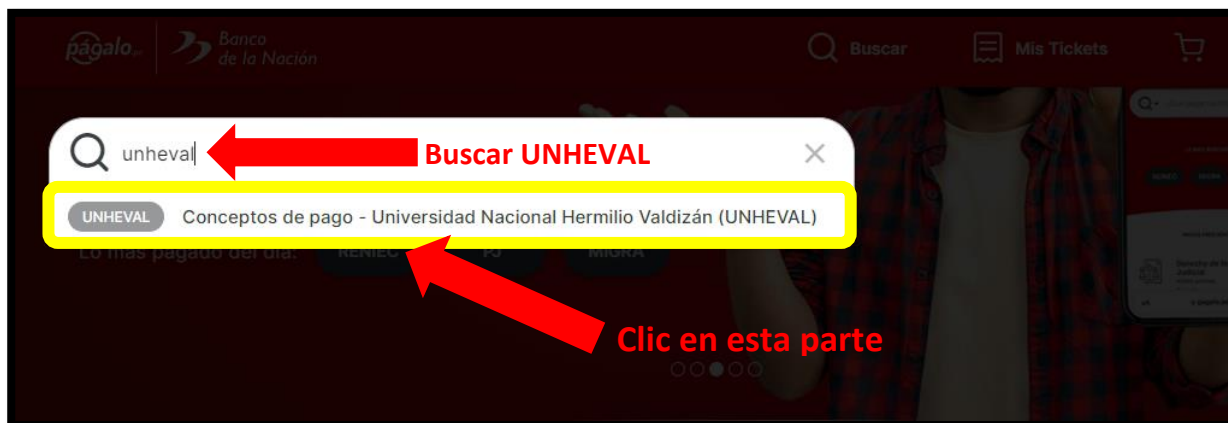 págalo.pe
Banco
de la Nación
Buscar
Mis Tickets
unheval
Buscar UNHEVAL
UNHEVAL Conceptos de pago - Universidad Nacional Hermilio Valdizán (UNHEVAL)
Lo más pagado del día: RENIEC PJ MIGRA
Clic en esta parte